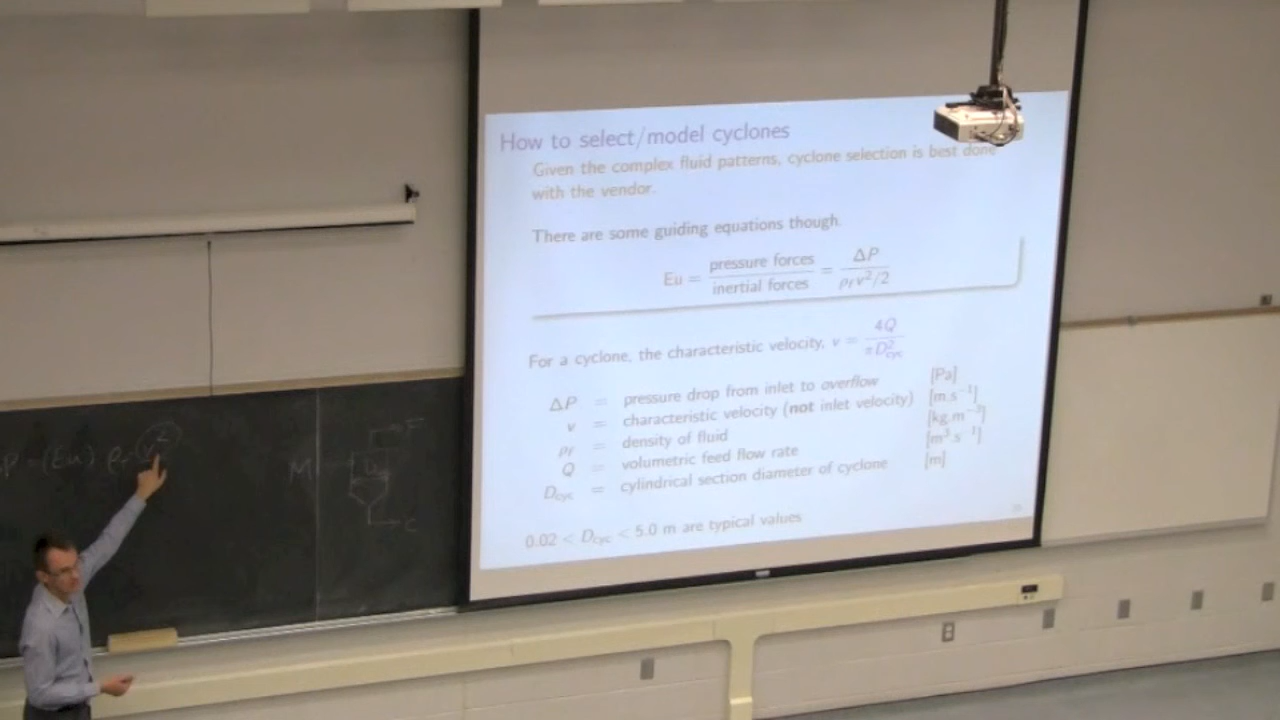 How to select/model cyclones
Given the complex fluid patterns, cyclone selection is best done
with the vendor.
There are some guiding equations though.
Eu = pressure forces / inertial forces = ΔP / ρf v²/2
For a cyclone, the characteristic velocity, v = 4Q / πD²cyc
ΔP = pressure drop from inlet to overflow [Pa]
v = characteristic velocity (not inlet velocity) [m.s⁻¹]
ρf = density of fluid [kg.m⁻³]
Q = volumetric feed flow rate [m³.s⁻¹]
Dcyc = cylindrical section diameter of cyclone [m]
0.02 < Dcyc < 5.0 m are typical values
P = (Eu) ρf v²
M
F
C